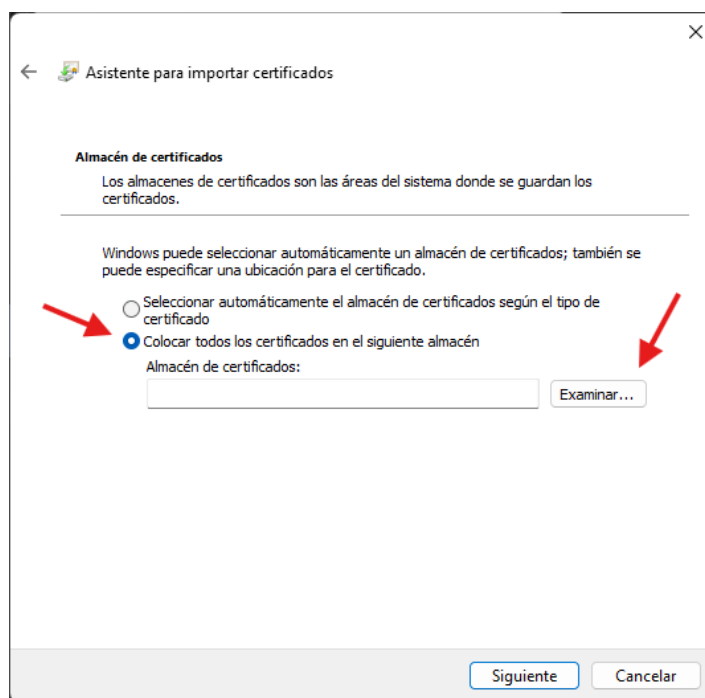 Asistente para importar certificados
Almacén de certificados
Los almacenes de certificados son las áreas del sistema donde se guardan los
certificados.
Windows puede seleccionar automáticamente un almacén de certificados; también se
puede especificar una ubicación para el certificado.
Seleccionar automáticamente el almacén de certificados según el tipo de
certificado
Colocar todos los certificados en el siguiente almacén
Almacén de certificados:
Examinar...
Siguiente
Cancelar